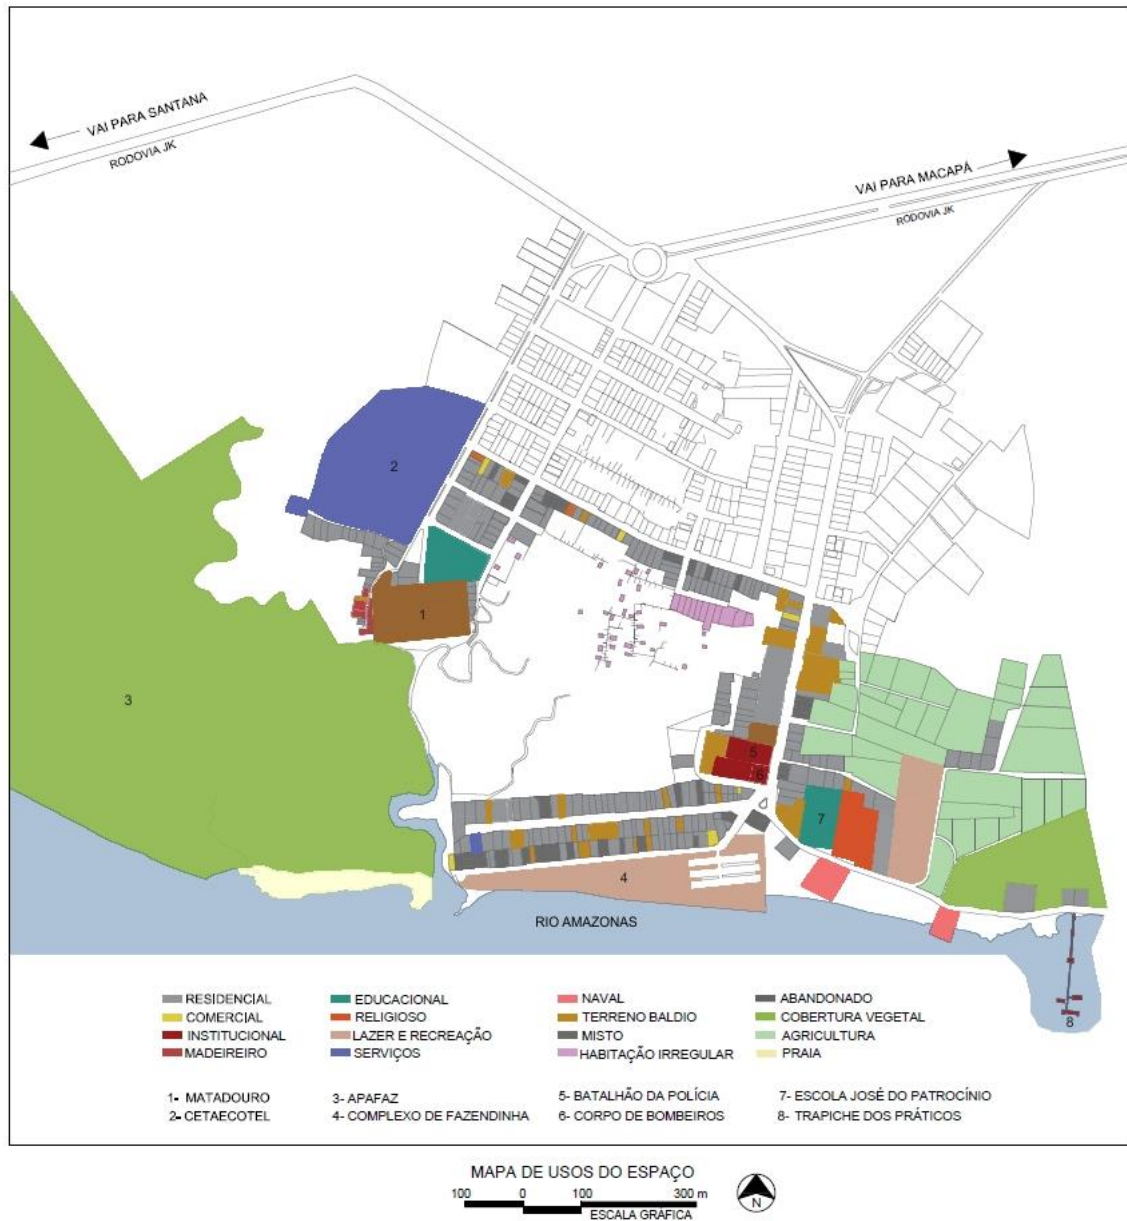 VAI PARA SANTANA
RODOVIA JK
VAI PARA MACAPÁ
RODOVIA JK
2
1
3
5
6
7
4
RIO AMAZONAS
8
RESIDENCIAL
COMERCIAL
INSTITUCIONAL
MADEIREIRO
EDUCACIONAL
RELIGIOSO
LAZER E RECREAÇÃO
SERVIÇOS
NAVAL
TERRENO BALDIO
MISTO
HABITAÇÃO IRREGULAR
ABANDONADO
COBERTURA VEGETAL
AGRICULTURA
PRAIA
1- MATADOURO
2- CETAECOTEL
3- APAFAZ
4- COMPLEXO DE FAZENDINHA
5- BATALHÃO DA POLÍCIA
6- CORPO DE BOMBEIROS
7- ESCOLA JOSÉ DO PATROCÍNIO
8- TRAPICHE DOS PRÁTICOS
MAPA DE USOS DO ESPAÇO
100 0 100 300 m
ESCALA GRÁFICA
N